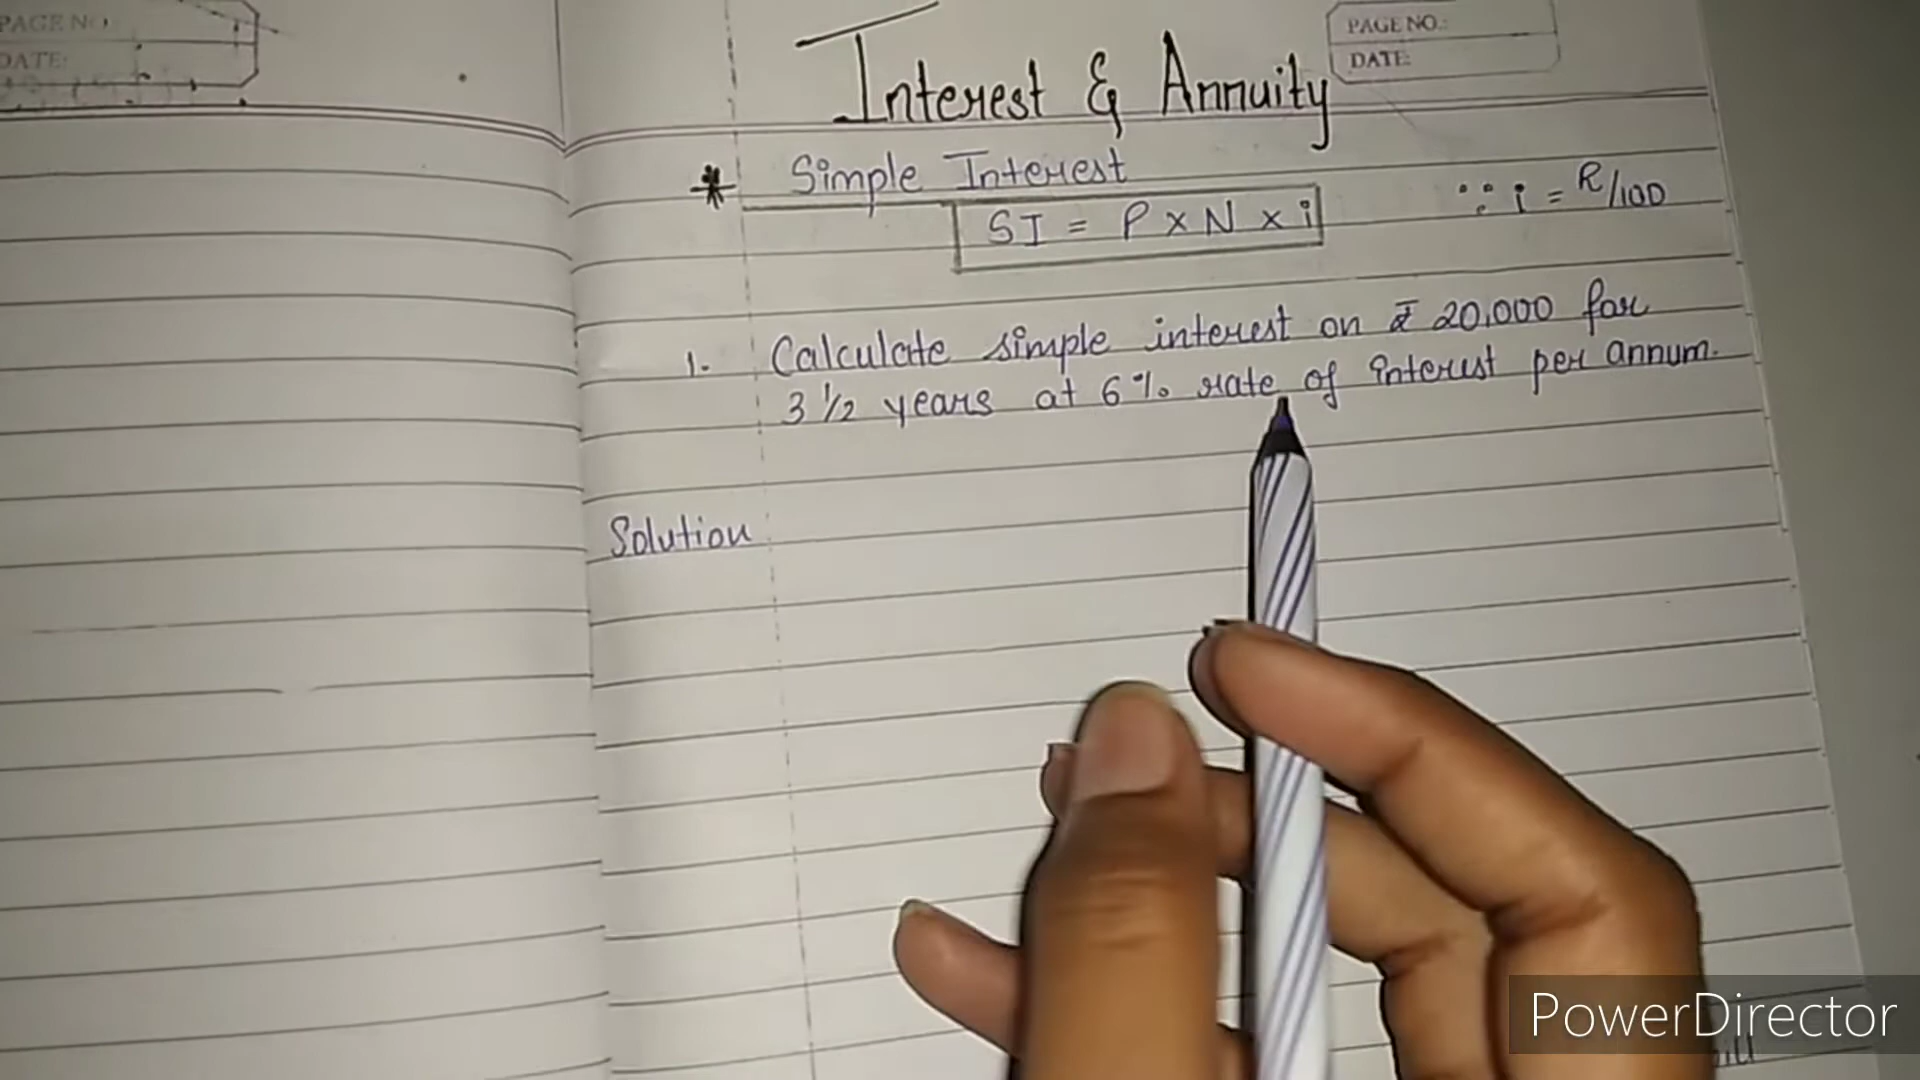 PAGE NO.
DATE:
PAGE NO.:
DATE:
Interest & Annuity
* Simple Interest
SI = P × N × i
∵ i = R/100
1. Calculate simple interest on ₹ 20,000 for
3 1/2 years at 6% rate of interest per annum.
Solution
PowerDirector